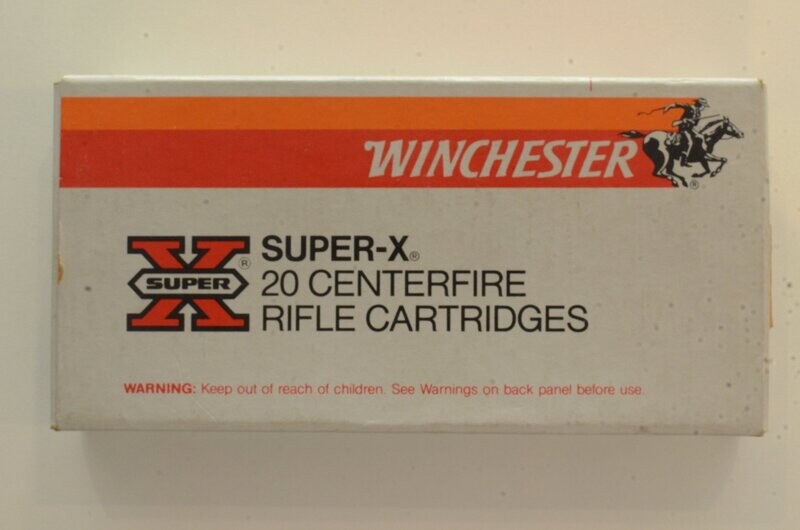 WINCHESTER ®
SUPER-X®
X SUPER ®
20 CENTERFIRE
RIFLE CARTRIDGES
WARNING: Keep out of reach of children. See Warnings on back panel before use.